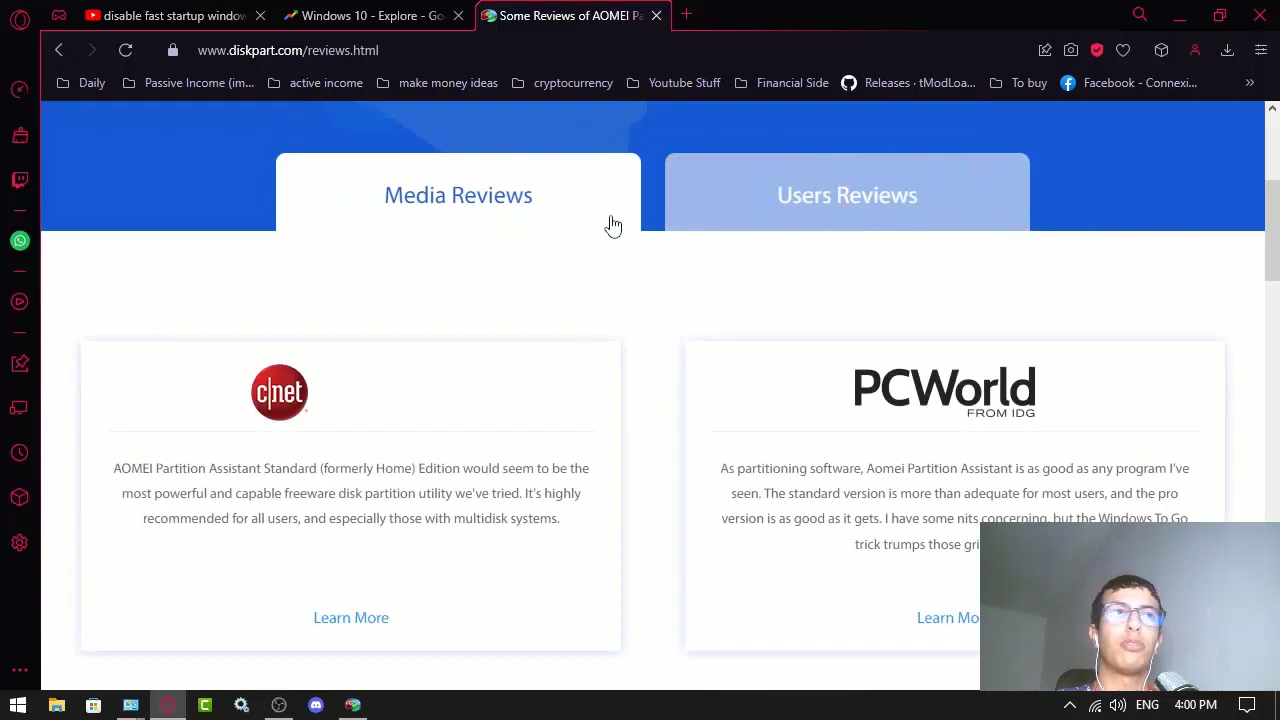 disable fast startup window
Windows 10 - Explore - Go
Some Reviews of AOMEI Pa
www.diskpart.com/reviews.html
Daily
Passive Income (im...
active income
make money ideas
cryptocurrency
Youtube Stuff
Financial Side
Releases · tModLoa...
To buy
Facebook - Connexi...
Media Reviews
Users Reviews
c|net
AOMEI Partition Assistant Standard (formerly Home) Edition would seem to be the
most powerful and capable freeware disk partition utility we've tried. It's highly
recommended for all users, and especially those with multidisk systems.
Learn More
PCWorld
FROM IDG
As partitioning software, Aomei Partition Assistant is as good as any program I've
seen. The standard version is more than adequate for most users, and the pro
version is as good as it gets. I have some nits concerning, but the Windows To Go
trick trumps those gri
Learn Mo
ENG
4:00 PM